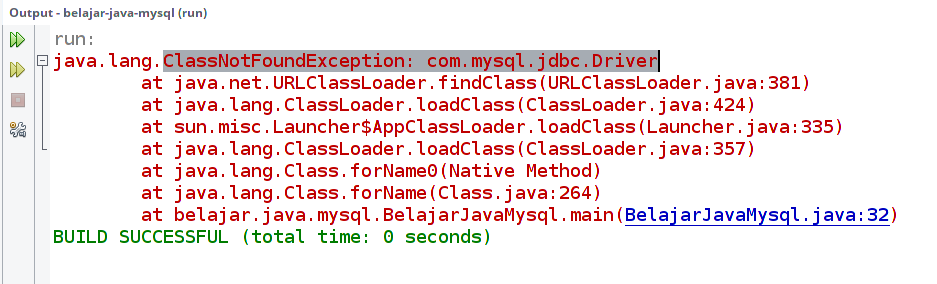 Output - belajar-java-mysql (run)
run:
java.lang.ClassNotFoundException: com.mysql.jdbc.Driver
at java.net.URLClassLoader.findClass(URLClassLoader.java:381)
at java.lang.ClassLoader.loadClass(ClassLoader.java:424)
at sun.misc.Launcher$AppClassLoader.loadClass(Launcher.java:335)
at java.lang.ClassLoader.loadClass(ClassLoader.java:357)
at java.lang.Class.forName0(Native Method)
at java.lang.Class.forName(Class.java:264)
at belajar.java.mysql.BelajarJavaMysql.main(BelajarJavaMysql.java:32)
BUILD SUCCESSFUL (total time: 0 seconds)